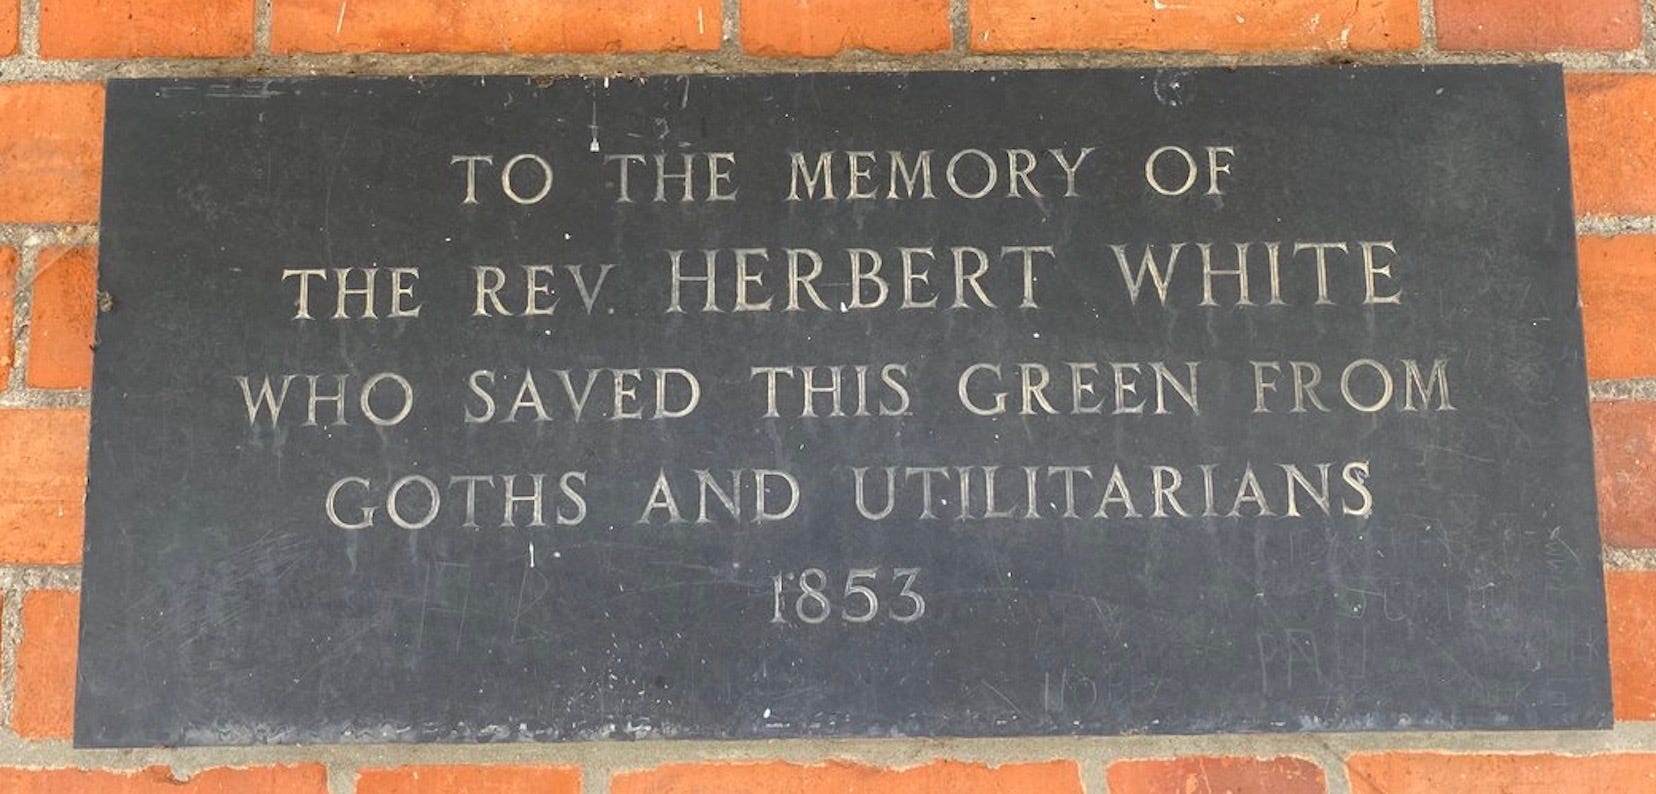 TO THE MEMORY OF
THE REV HERBERT WHITE
WHO SAVED THIS GREEN FROM
GOTHS AND UTILITARIANS
1853